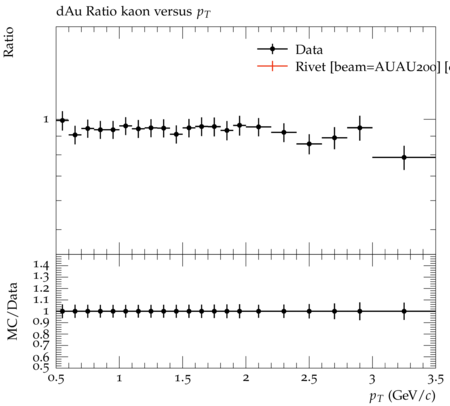 dAu Ratio kaon versus p_T
Ratio
Data
Rivet [beam=AUAU200]
1
MC/Data
1.4
1.3
1.2
1.1
1
0.9
0.8
0.7
0.6
0.5
0.5 1 1.5 2 2.5 3 3.5
p_T (GeV/c)